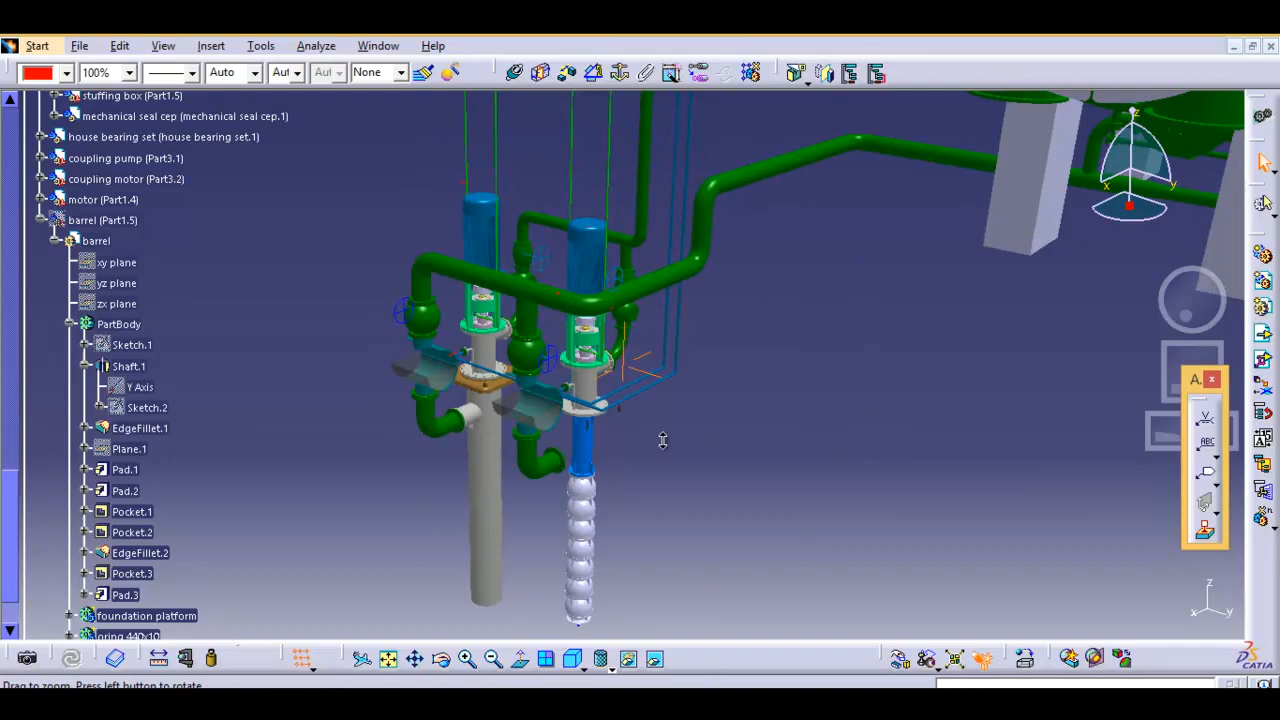 Start File Edit View Insert Tools Analyze Window Help
100% Auto Aut Aut None
stuffing box (Part1.5)
mechanical seal cep (mechanical seal cep.1)
house bearing set (house bearing set.1)
coupling pump (Part3.1)
coupling motor (Part3.2)
motor (Part1.4)
barrel (Part1.5)
barrel
xy plane
yz plane
zx plane
PartBody
Sketch.1
Shaft.1
Y Axis
Sketch.2
EdgeFillet.1
Plane.1
Pad.1
Pad.2
Pocket.1
Pocket.2
EdgeFillet.2
Pocket.3
Pad.3
foundation platform
oring 440x10
z
x y
A..
ABC
z
x y
CATIA
Drag to zoom. Press left button to rotate.